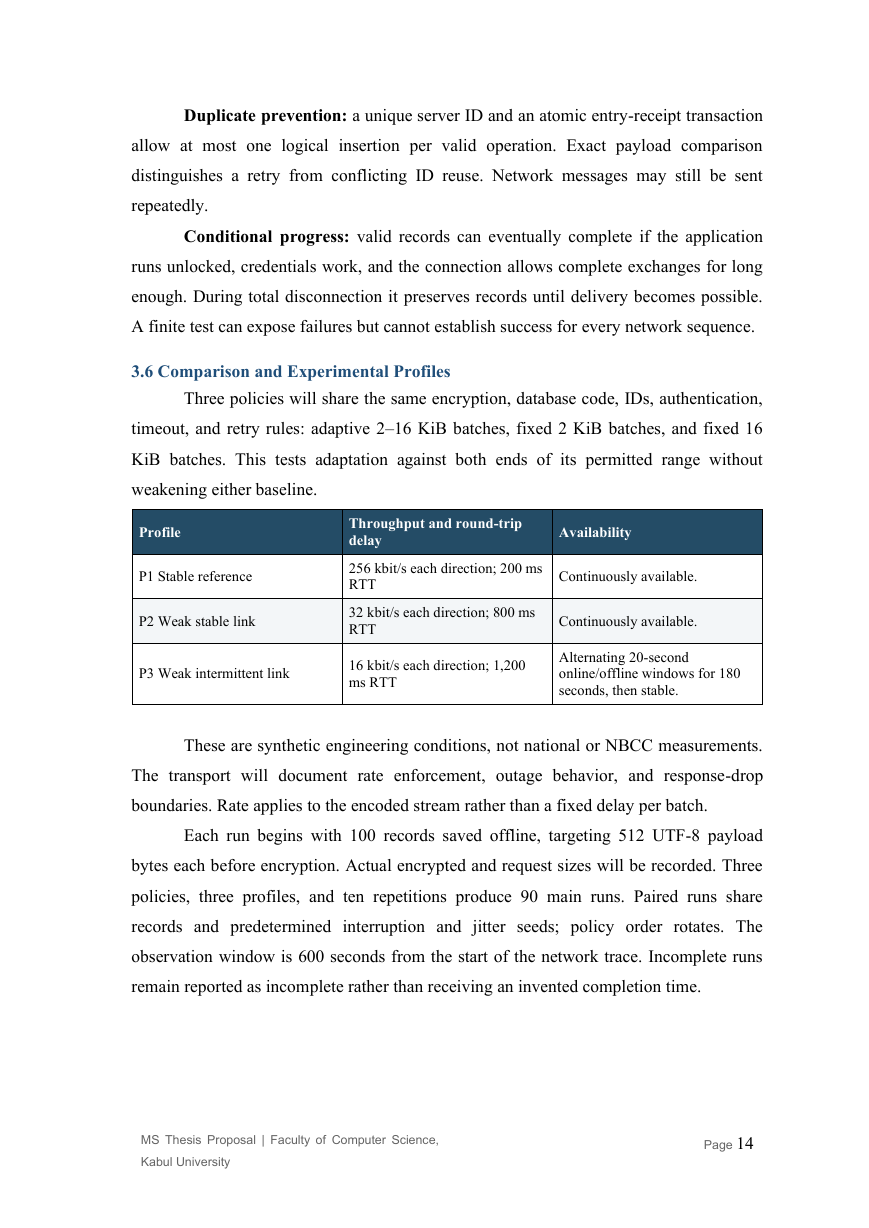 Duplicate prevention: a unique server ID and an atomic entry-receipt transaction
allow at most one logical insertion per valid operation. Exact payload comparison
distinguishes a retry from conflicting ID reuse. Network messages may still be sent
repeatedly.
Conditional progress: valid records can eventually complete if the application
runs unlocked, credentials work, and the connection allows complete exchanges for long
enough. During total disconnection it preserves records until delivery becomes possible.
A finite test can expose failures but cannot establish success for every network sequence.
3.6 Comparison and Experimental Profiles
Three policies will share the same encryption, database code, IDs, authentication,
timeout, and retry rules: adaptive 2–16 KiB batches, fixed 2 KiB batches, and fixed 16
KiB batches. This tests adaptation against both ends of its permitted range without
weakening either baseline.
Profile
Throughput and round-trip
delay
Availability
P1 Stable reference
256 kbit/s each direction; 200 ms
RTT
Continuously available.
P2 Weak stable link
32 kbit/s each direction; 800 ms
RTT
Continuously available.
P3 Weak intermittent link
16 kbit/s each direction; 1,200
ms RTT
Alternating 20-second
online/offline windows for 180
seconds, then stable.
These are synthetic engineering conditions, not national or NBCC measurements.
The transport will document rate enforcement, outage behavior, and response-drop
boundaries. Rate applies to the encoded stream rather than a fixed delay per batch.
Each run begins with 100 records saved offline, targeting 512 UTF-8 payload
bytes each before encryption. Actual encrypted and request sizes will be recorded. Three
policies, three profiles, and ten repetitions produce 90 main runs. Paired runs share
records and predetermined interruption and jitter seeds; policy order rotates. The
observation window is 600 seconds from the start of the network trace. Incomplete runs
remain reported as incomplete rather than receiving an invented completion time.
MS Thesis Proposal | Faculty of Computer Science,
Kabul University
Page 14